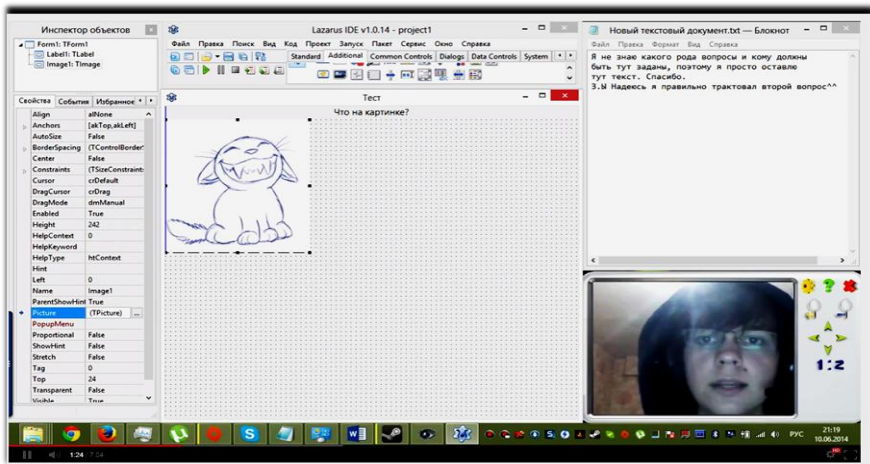 Инспектор объектов
Form1: TForm1
Label1: TLabel
Image1: TImage
Свойства События Избранное
Align alNone
Anchors [akTop,akLeft]
AutoSize False
BorderSpacing (TControlBorder
Center False
Constraints (TSizeConstraint
Cursor crDefault
DragCursor crDrag
DragMode dmManual
Enabled True
Height 242
HelpContext 0
HelpKeyword
HelpType htContext
Hint
Left 0
Name Image1
ParentShowHint True
Picture (TPicture) ...
PopupMenu
Proportional False
ShowHint False
Stretch False
Tag 0
Top 24
Transparent False
Visible True
Lazarus IDE v1.0.14 - project1
Файл Правка Поиск Вид Код Проект Запуск Пакет Сервис Окно Справка
Standard Additional Common Controls Dialogs Data Controls System
Тест
Что на картинке?
Новый текстовый документ.txt — Блокнот
Файл Правка Формат Вид Справка
Я не знаю какого рода вопросы и кому должны
быть тут заданы, поэтому я просто оставлю
тут текст. Спасибо.
З.Ы Надеюсь я правильно трактовал второй вопрос^^
1:2
РУС 21:19
10.06.2014
1:24 / 7:04